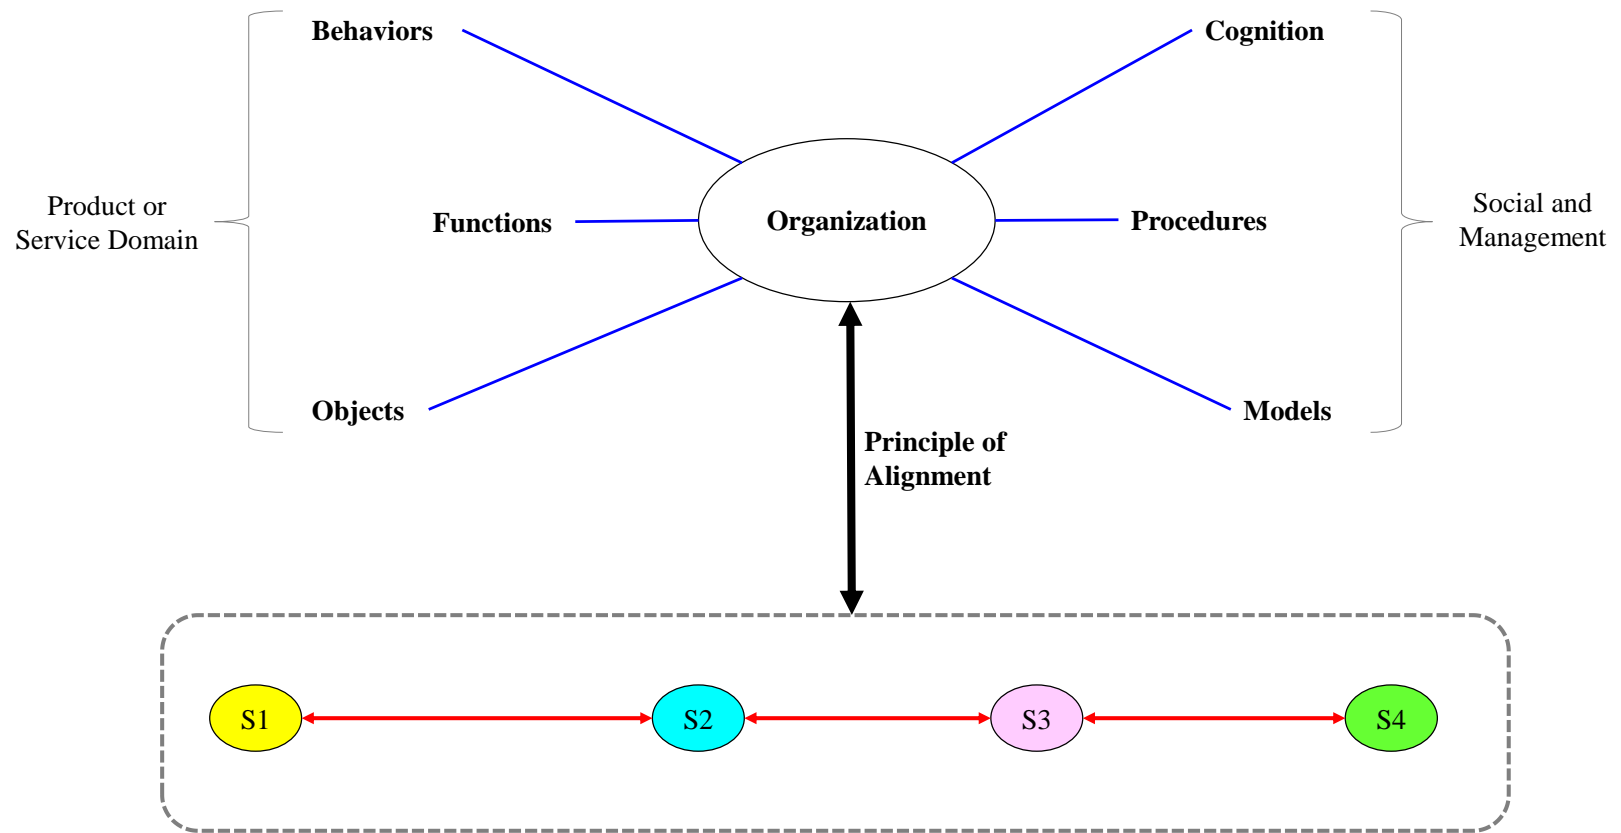 Behaviors
Cognition
Product or
Service Domain
Functions
Organization
Procedures
Social and
Management
Objects
Models
Principle of
Alignment
S1
S2
S3
S4